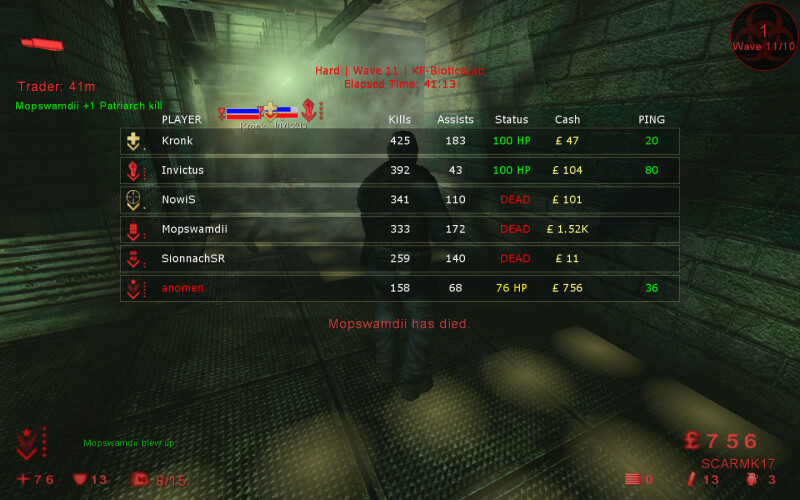 1
Wave 11/10
Hard | Wave 11 | KF-BioticsLab
Elapsed Time: 41:13
Trader: 41m
Mopswamdii +1 Patriarch kill
Kronk Invictus
PLAYER Kills Assists Status Cash PING
Kronk 425 183 100 HP £ 47 20
Invictus 392 43 100 HP £ 104 80
NowiS 341 110 DEAD £ 101
Mopswamdii 333 172 DEAD £ 1.52K
SionnachSR 259 140 DEAD £ 11
anomen 158 68 76 HP £ 756 36
Mopswamdii has died.
Mopswamdii blew up.
£756
SCARMK17
76 13 8/15 0 13 3